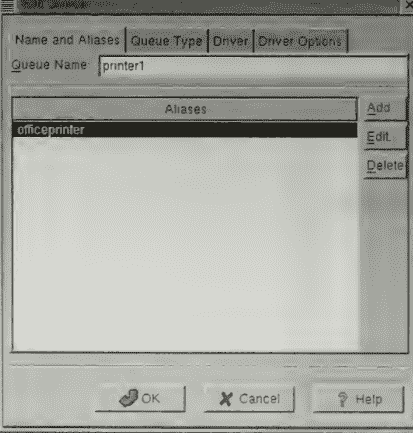 Name and Aliases Queue Type Driver Driver Options
Queue Name: printer1
Aliases
officeprinter
Add
Edit
Delete
OK Cancel Help